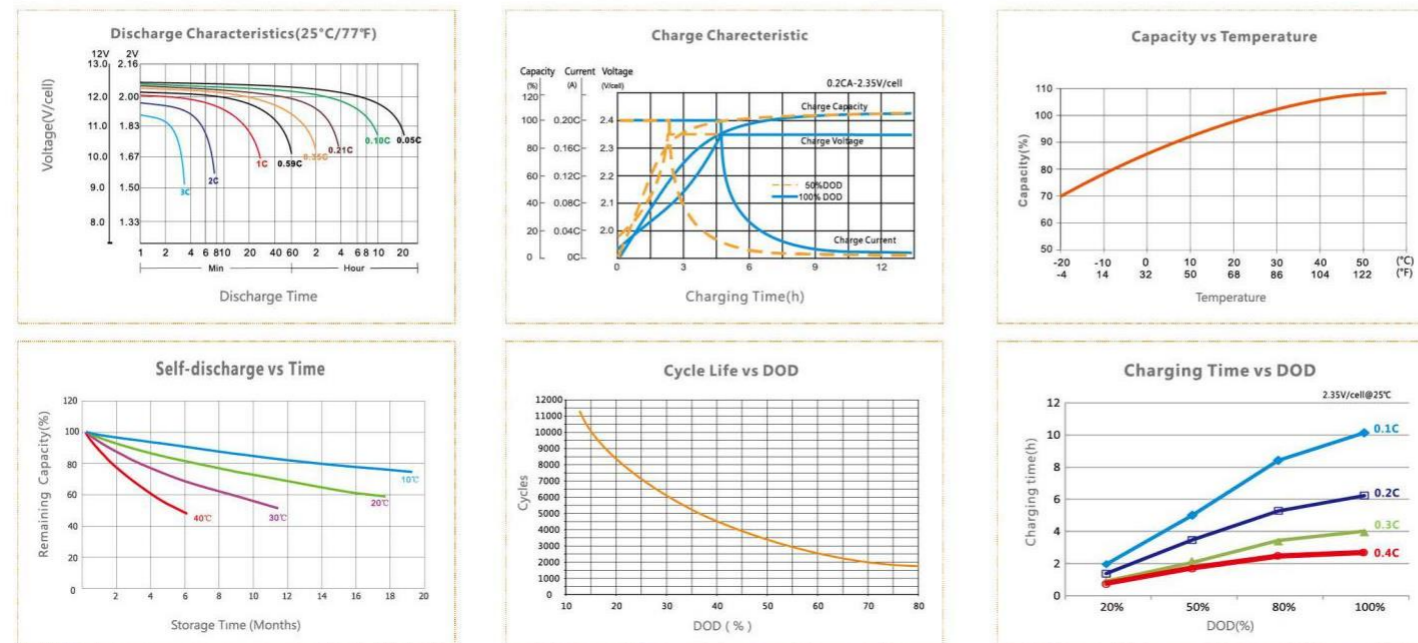 Discharge Characteristics(25°C/77°F)
12V 2V
13.0 2.16
12.0 2.00
11.0 1.83
10.0 1.67
9.0 1.50
8.0 1.33
Voltage(V/cell)
3C 2C 1C 0.59C 0.35C 0.21C 0.10C 0.05C
1 2 4 6 8 10 20 40 60 2 4 6 8 10 20
Min Hour
Discharge Time
Charge Charecteristic
Capacity Current Voltage
(%) (A) (V/cell)
0.2CA-2.35V/cell
120
100 0.20C 2.4
80 0.16C 2.3
60 0.12C 2.2
40 0.08C 2.1
20 0.04C 2.0
0 0C
Charge Capacity
Charge Voltage
50%DOD
100% DOD
Charge Current
0 3 6 9 12
Charging Time(h)
Capacity vs Temperature
Capacity(%)
110
100
90
80
70
60
50
-20 -10 0 10 20 30 40 50 (°C)
-4 14 32 50 68 86 104 122 (°F)
Temperature
Self-discharge vs Time
Remaining Capacity(%)
120
100
80
60
40
20
0
10℃
20℃
30℃
40℃
2 4 6 8 10 12 14 16 18 20
Storage Time (Months)
Cycle Life vs DOD
Cycles
12000
11000
10000
9000
8000
7000
6000
5000
4000
3000
2000
1000
0
10 20 30 40 50 60 70 80
DOD ( % )
Charging Time vs DOD
2.35V/cell@25℃
Charging time(h)
12
10
8
6
4
2
0
0.1C
0.2C
0.3C
0.4C
20% 50% 80% 100%
DOD(%)